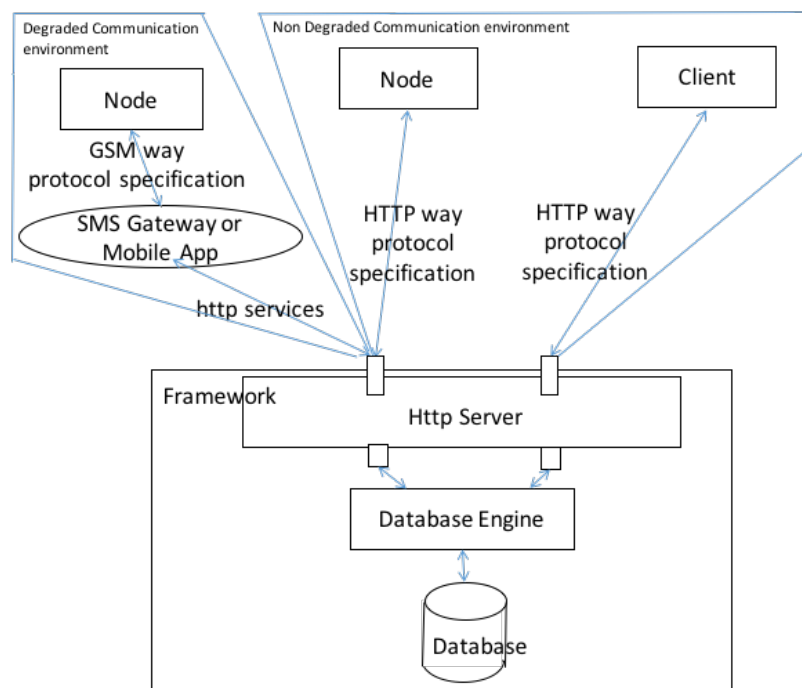 Degraded Communication
environment
Non Degraded Communication environment
Node
Node
Client
GSM way
protocol specification
SMS Gateway or
Mobile App
HTTP way
protocol
specification
HTTP way
protocol
specification
http services
Framework
Http Server
Database Engine
Database